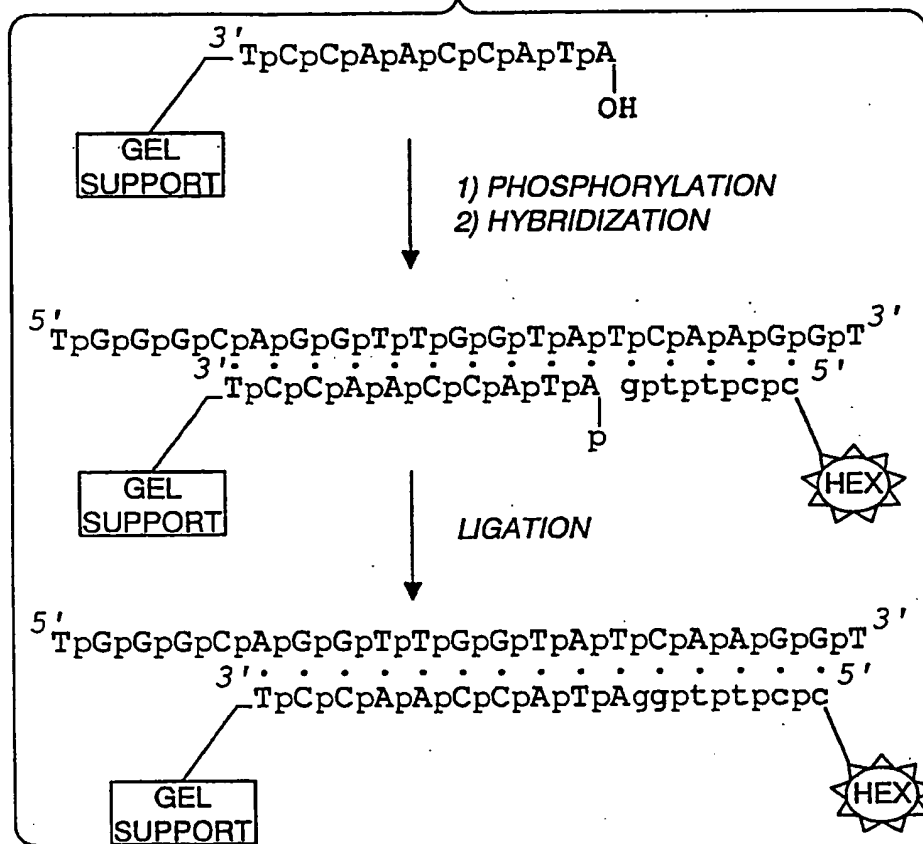 3'
TpCpCpApApCpCpApTpA
OH
GEL
SUPPORT
1) PHOSPHORYLATION
2) HYBRIDIZATION
5' TpGpGpGpCpApGpGpTpTpGpGpTpApTpCpApApGpGpT 3'
3' TpCpCpApApCpCpApTpA gptptpcpc 5'
p
GEL
SUPPORT
HEX
LIGATION
5' TpGpGpGpCpApGpGpTpTpGpGpTpApTpCpApApGpGpT 3'
3' TpCpCpApApCpCpApTpAggptptpcpc 5'
GEL
SUPPORT
HEX